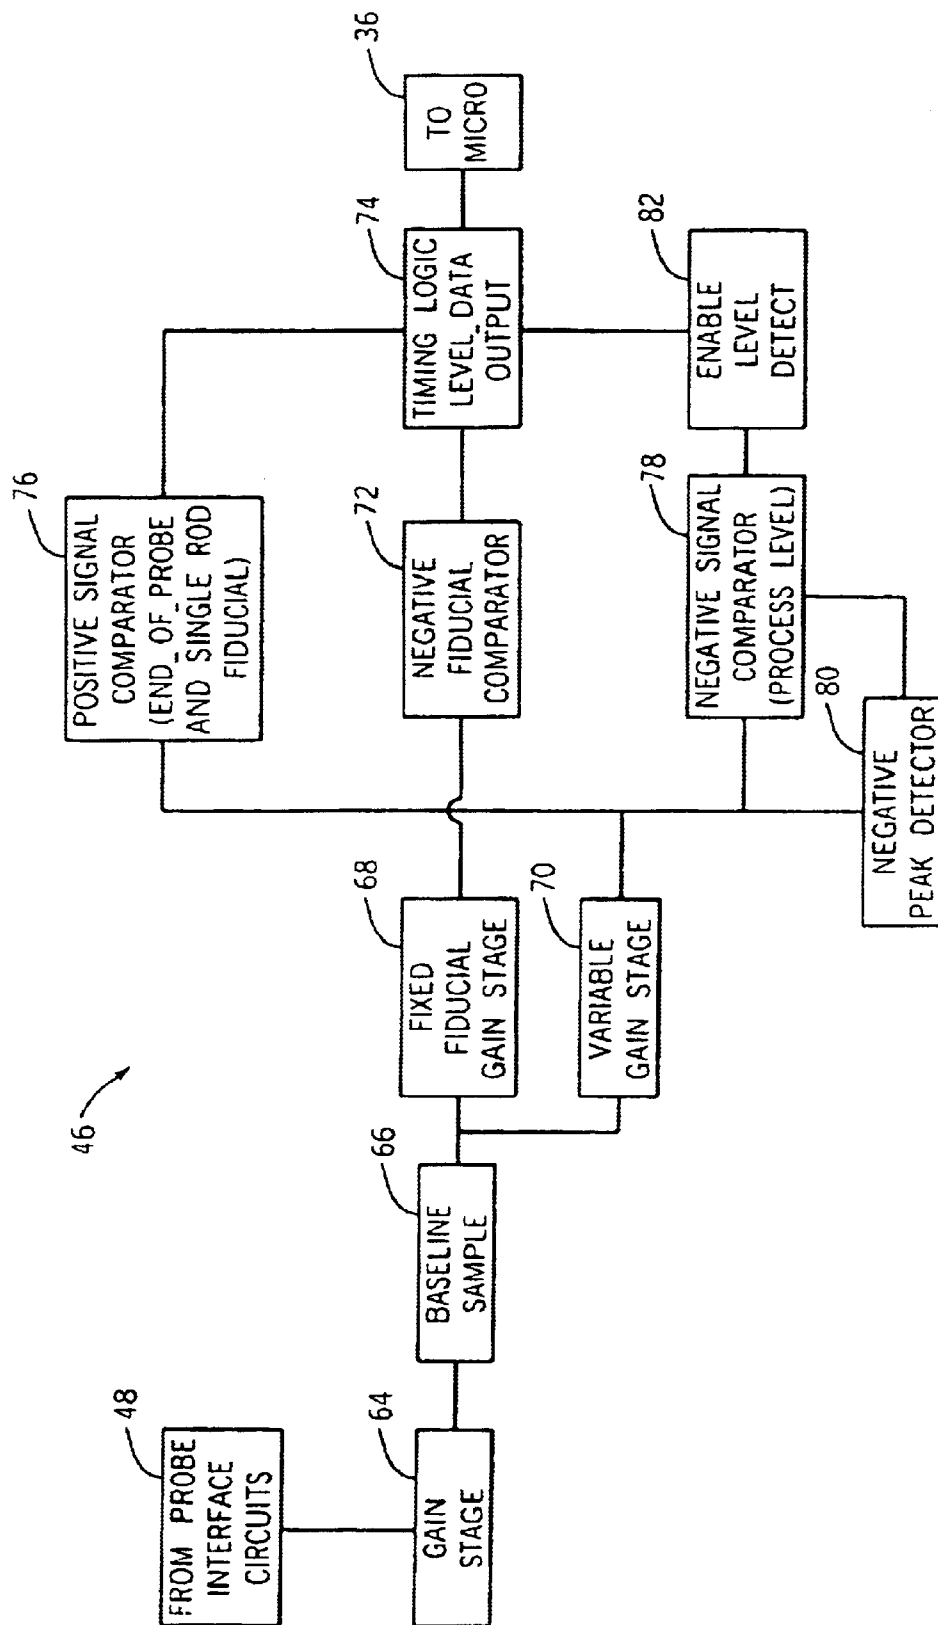 46
48
FROM PROBE
INTERFACE
CIRCUITS
64
GAIN
STAGE
66
BASELINE
SAMPLE
68
FIXED
FIDUCIAL
GAIN STAGE
70
VARIABLE
GAIN STAGE
76
POSITIVE SIGNAL
COMPARATOR
(END_OF_PROBE
AND SINGLE ROD
FIDUCIAL)
72
NEGATIVE
FIDUCIAL
COMPARATOR
78
NEGATIVE SIGNAL
COMPARATOR
(PROCESS LEVEL)
80
NEGATIVE
PEAK DETECTOR
74
TIMING LOGIC
LEVEL_DATA
OUTPUT
82
ENABLE
LEVEL
DETECT
36
TO
MICRO